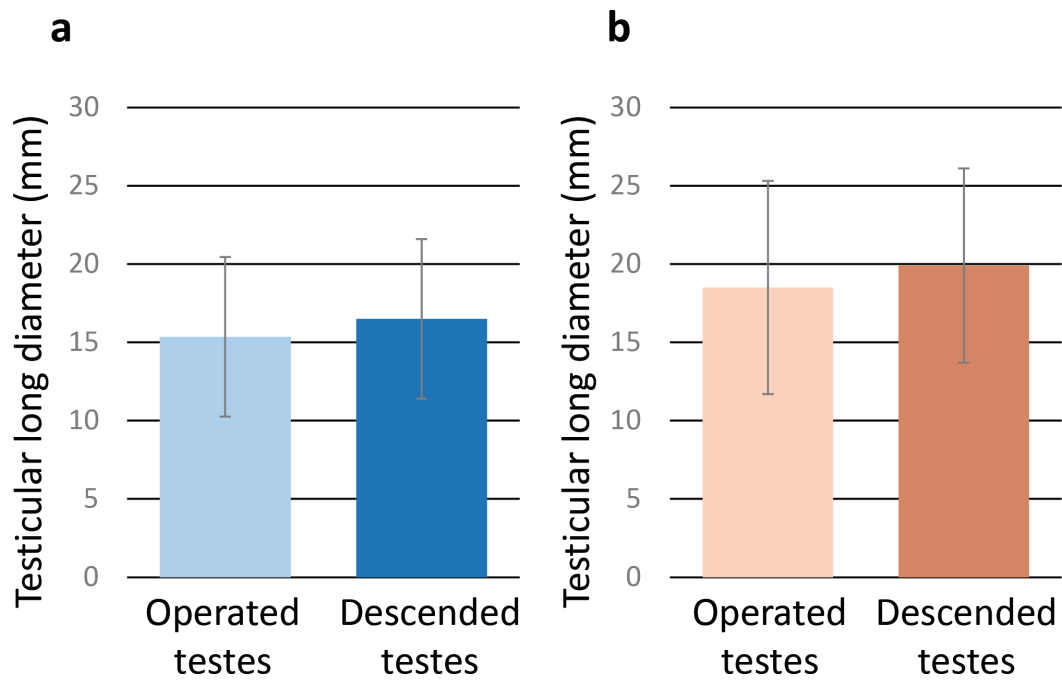 a
Testicular long diameter (mm)
30
25
20
15
10
5
0
Operated
testes
Descended
testes
b
Testicular long diameter (mm)
30
25
20
15
10
5
0
Operated
testes
Descended
testes